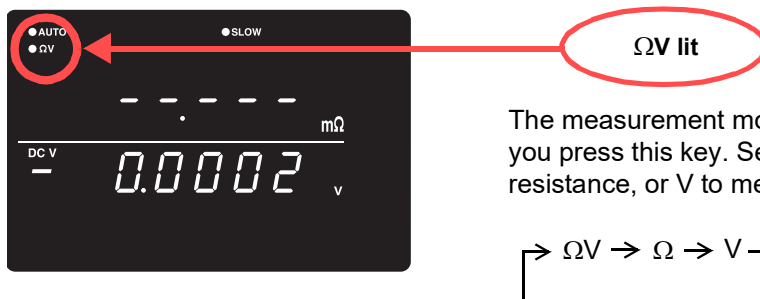 ● AUTO ● SLOW
● ΩV
ΩV lit
- -. - - - mΩ
DC V - 0.0002 V
The measurement mo
you press this key. Se
resistance, or V to me
→ ΩV → Ω → V